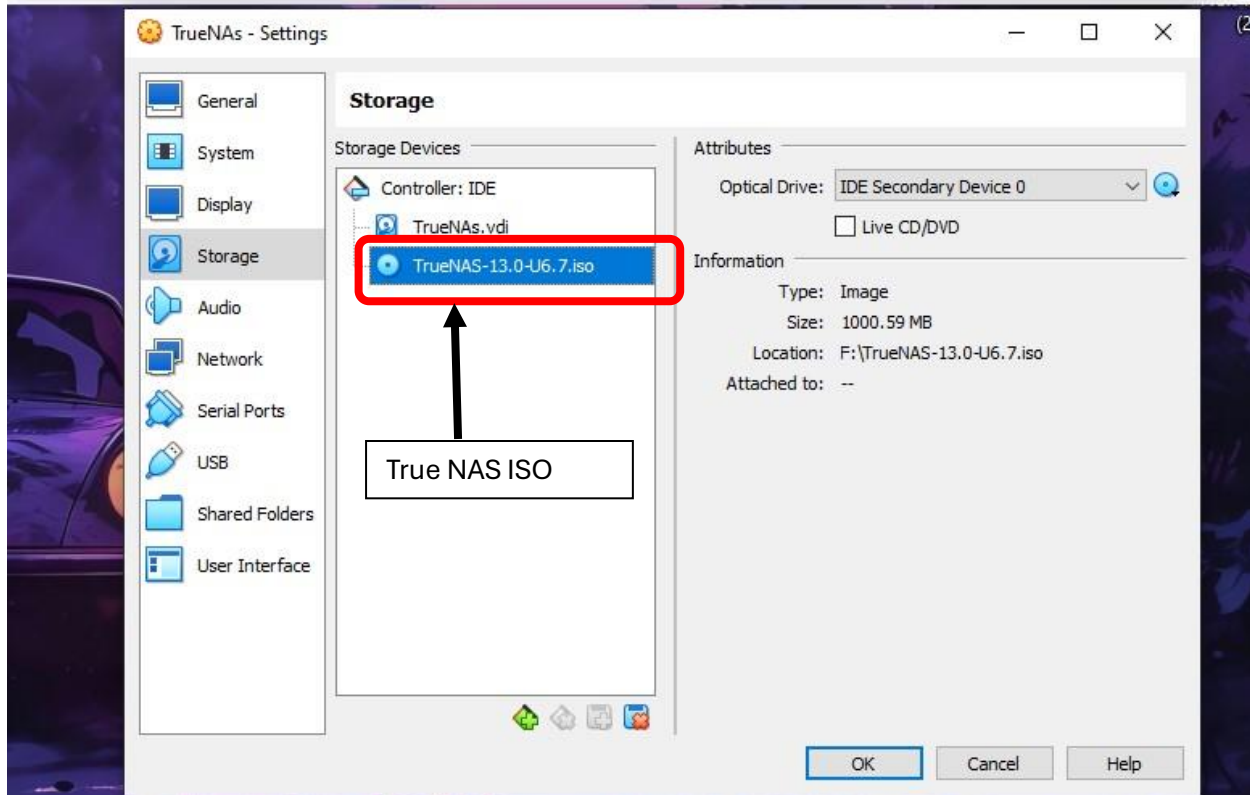 TrueNAs - Settings
(2
General
System
Display
Storage
Audio
Network
Serial Ports
USB
Shared Folders
User Interface
Storage
Storage Devices
Controller: IDE
TrueNAs.vdi
TrueNAS-13.0-U6.7.iso
True NAS ISO
Attributes
Optical Drive: IDE Secondary Device 0
Live CD/DVD
Information
Type: Image
Size: 1000.59 MB
Location: F:\TrueNAS-13.0-U6.7.iso
Attached to: --
OK Cancel Help